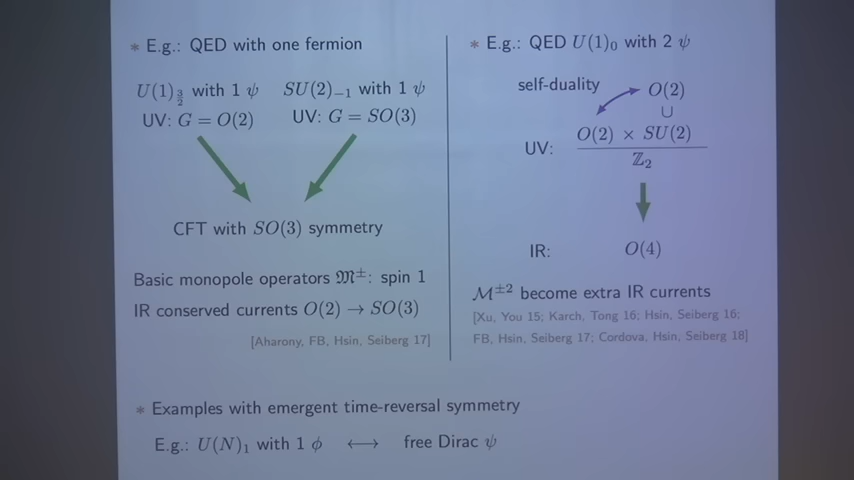 ∗ E.g.: QED with one fermion
U(1)_{3/2} with 1 ψ
UV: G = O(2)
SU(2)_{−1} with 1 ψ
UV: G = SO(3)
CFT with SO(3) symmetry
Basic monopole operators 𝔐^±: spin 1
IR conserved currents O(2) → SO(3)
[Aharony, FB, Hsin, Seiberg 17]
∗ E.g.: QED U(1)_0 with 2 ψ
self-duality
O(2)
∪
UV: O(2) × SU(2) / ℤ_2
IR: O(4)
ℳ^{±2} become extra IR currents
[Xu, You 15; Karch, Tong 16; Hsin, Seiberg 16;
FB, Hsin, Seiberg 17; Cordova, Hsin, Seiberg 18]
∗ Examples with emergent time-reversal symmetry
E.g.: U(N)_1 with 1 ϕ ⟷ free Dirac ψ